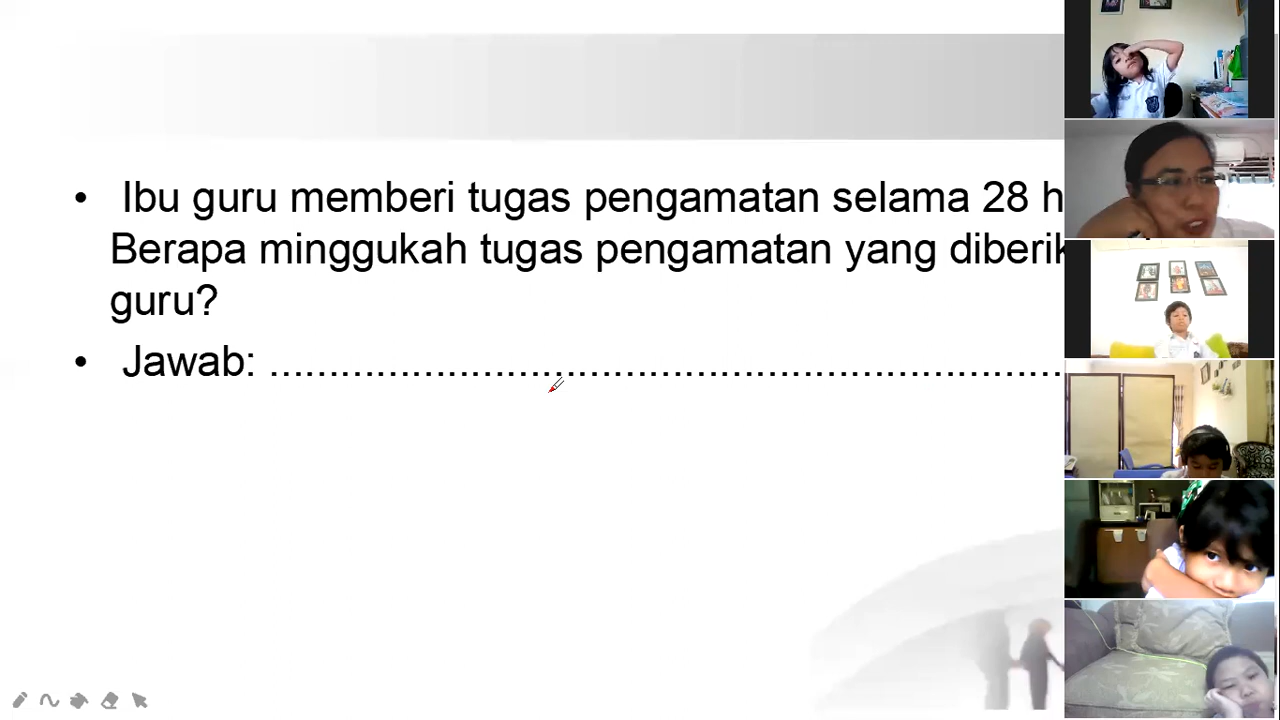 • Ibu guru memberi tugas pengamatan selama 28 h
Berapa minggukah tugas pengamatan yang diberik
guru?
• Jawab: ..................................................................